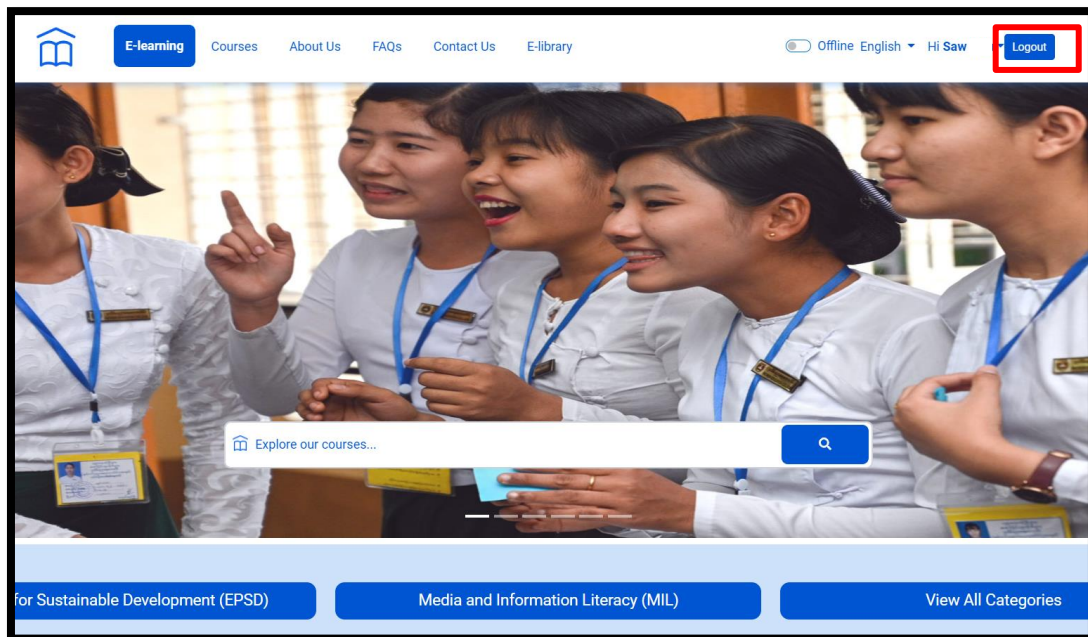 E-learning Courses About Us FAQs Contact Us E-library Offline English Hi Saw Logout
Explore our courses...
for Sustainable Development (EPSD) Media and Information Literacy (MIL) View All Categories